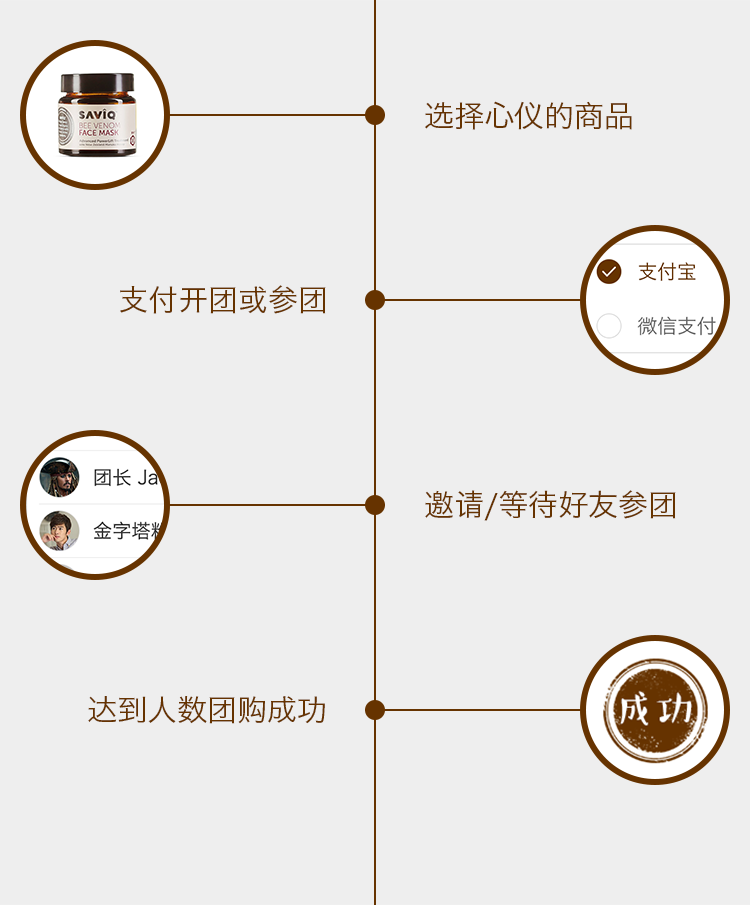 SAVIQ
BEE VENOM
FACE MASK
选择心仪的商品
支付开团或参团
支付宝
微信支付
团长 Ja
金字塔
邀请/等待好友参团
达到人数团购成功
成功